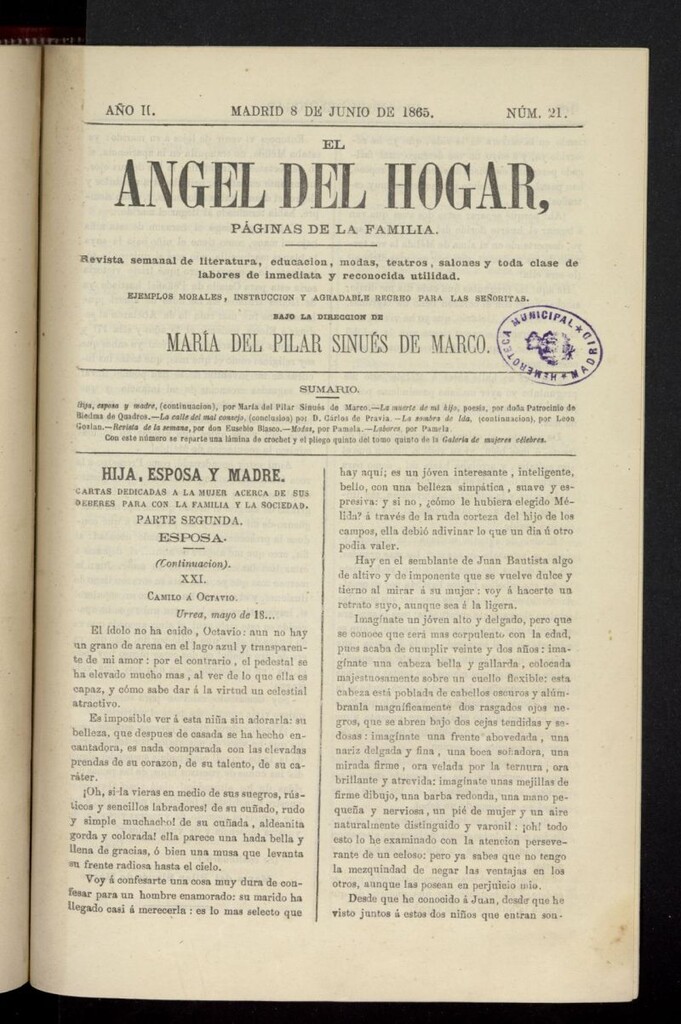 AÑO II. MADRID 8 DE JUNIO DE 1865. NÚM. 21.
EL
ANGEL DEL HOGAR,
PÁGINAS DE LA FAMILIA.
Revista semanal de literatura, educacion, modas, teatros, salones y toda clase de
labores de inmediata y reconocida utilidad.
EJEMPLOS MORALES, INSTRUCCION Y AGRADABLE RECREO PARA LAS SEÑORITAS.
BAJO LA DIRECCION DE
MARÍA DEL PILAR SINUÉS DE MARCO.
HEMEROTECA MUNICIPAL MADRID
SUMARIO.
Hija, esposa y madre, (continuacion), por María del Pilar Sinués de Marco.—La muerte de mi hijo, poesía, por doña Patrocinio de
Biedma de Quadros.—La calle del mal consejo, (conclusion) por D. Cárlos de Pravia.—La sombra de Ida, (continuacion), por Leon
Gozlan.—Revista de la semana, por don Eusebio Blasco.—Modas, por Pamela.—Labores, por Pamela.
Con este número se reparte una lámina de crochet y el pliego quinto del tomo quinto de la Galería de mujeres célebres.
HIJA, ESPOSA Y MADRE.
CARTAS DEDICADAS A LA MUJER ACERCA DE SUS
DEBERES PARA CON LA FAMILIA Y LA SOCIEDAD.
PARTE SEGUNDA.
ESPOSA.
(Continuacion).
XXI.
CAMILO Á OCTAVIO.
Urrea, mayo de 18...
El ídolo no ha caido, Octavio: aun no hay
un grano de arena en el lago azul y transparen-
te de mi amor: por el contrario, el pedestal se
ha elevado mucho mas, al ver de lo que ella es
capaz, y cómo sabe dar á la virtud un celestial
atractivo.
Es imposible ver á esta niña sin adorarla: su
belleza, que despues de casada se ha hecho en-
cantadora, es nada comparada con las elevadas
prendas de su corazon, de su talento, de su ca-
ráter.
¡Oh, si la vieras en medio de sus suegros, rús-
ticos y sencillos labradores! de su cuñado, rudo
y simple muchacho! de su cuñada, aldeanita
gorda y colorada! ella parece una hada bella y
llena de gracias, ó bien una musa que levanta
su frente radiosa hasta el cielo.
Voy á confesarte una cosa muy dura de con-
fesar para un hombre enamorado: su marido ha
llegado casi á merecerla: es lo mas selecto que
hay aquí; es un jóven interesante, inteligente,
bello, con una belleza simpática, suave y es-
presiva: y si no, ¿cómo le hubiera elegido Mé-
lida? á través de la ruda corteza del hijo de los
campos, ella debió adivinar lo que un dia ú otro
podia valer.
Hay en el semblante de Juan Bautista algo
de altivo y de imponente que se vuelve dulce y
tierno al mirar á su mujer: voy á hacerte un
retrato suyo, aunque sea á la ligera.
Imagínate un jóven alto y delgado, pero que
se conoce que será mas corpulento con la edad,
pues acaba de cumplir veinte y dos años: ima-
gínate una cabeza bella y gallarda, colocada
majestuosamente sobre un cuello flexible: esta
cabeza está poblada de cabellos oscuros y alúm-
branla magníficamente dos rasgados ojos ne-
gros, que se abren bajo dos cejas tendidas y se-
dosas: imagínate una frente abovedada, una
nariz delgada y fina, una boca soñadora, una
mirada firme, ora velada por la ternura, ora
brillante y atrevida: imagínate unas mejillas de
firme dibujo, una barba redonda, una mano pe-
queña y nerviosa, un pié de mujer y un aire
naturalmente distinguido y varonil: ¡oh! todo
esto lo he examinado con la atencion perseve-
rante de un celoso; pero ya sabes que no tengo
la mezquindad de negar las ventajas en los
otros, aunque las posean en perjuicio mio.
Desde que he conocido á Juan, desde que he
visto juntos á estos dos niños que entran son-